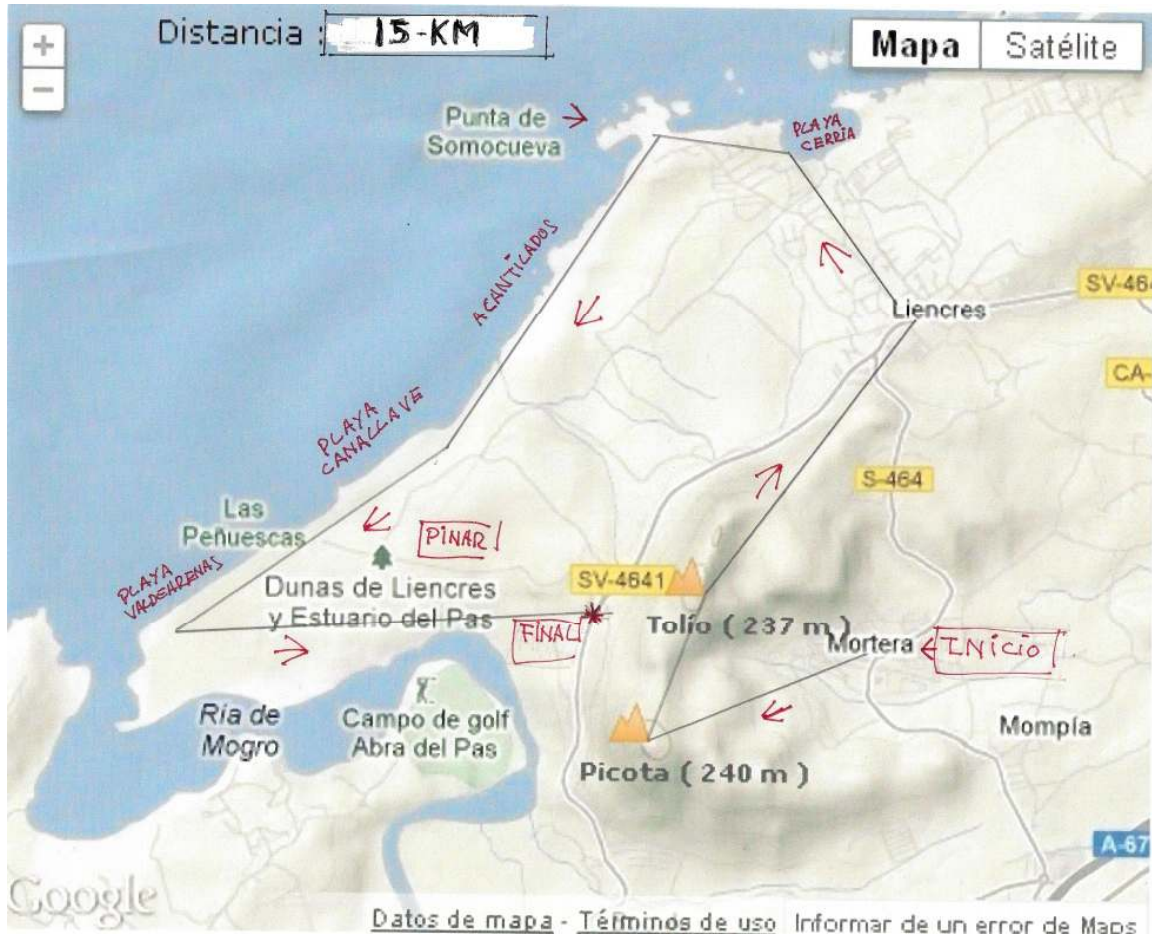 +
-
Distancia : 15-KM
Mapa
Satélite
Punta de
Somocueva
PLAYA
CERRIA
ACANTILADOS
Liencres
SV-464
CA-
PLAYA
CANALLAVE
S-464
Las
Peñuescas
PINAR
PLAYA
VALDEARENAS
Dunas de Liencres
y Estuario del Pas
SV-4641
FINAL
Tolío ( 237 m )
Mortera
INICIO
Ría de
Mogro
Campo de golf
Abra del Pas
Mompía
Picota ( 240 m )
A-67
Google
Datos de mapa - Términos de uso
Informar de un error de Maps